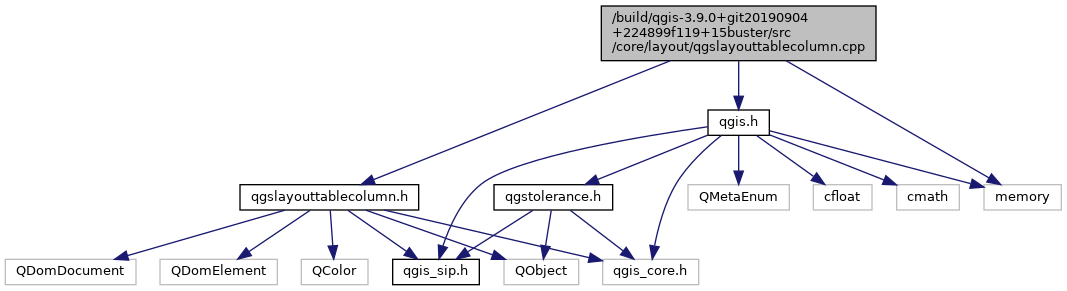 /build/qgis-3.9.0+git20190904
+224899f119+15buster/src
/core/layout/qgslayouttablecolumn.cpp
qgis.h
qgslayouttablecolumn.h
qgstolerance.h
QMetaEnum
cfloat
cmath
memory
QDomDocument
QDomElement
QColor
qgis_sip.h
QObject
qgis_core.h